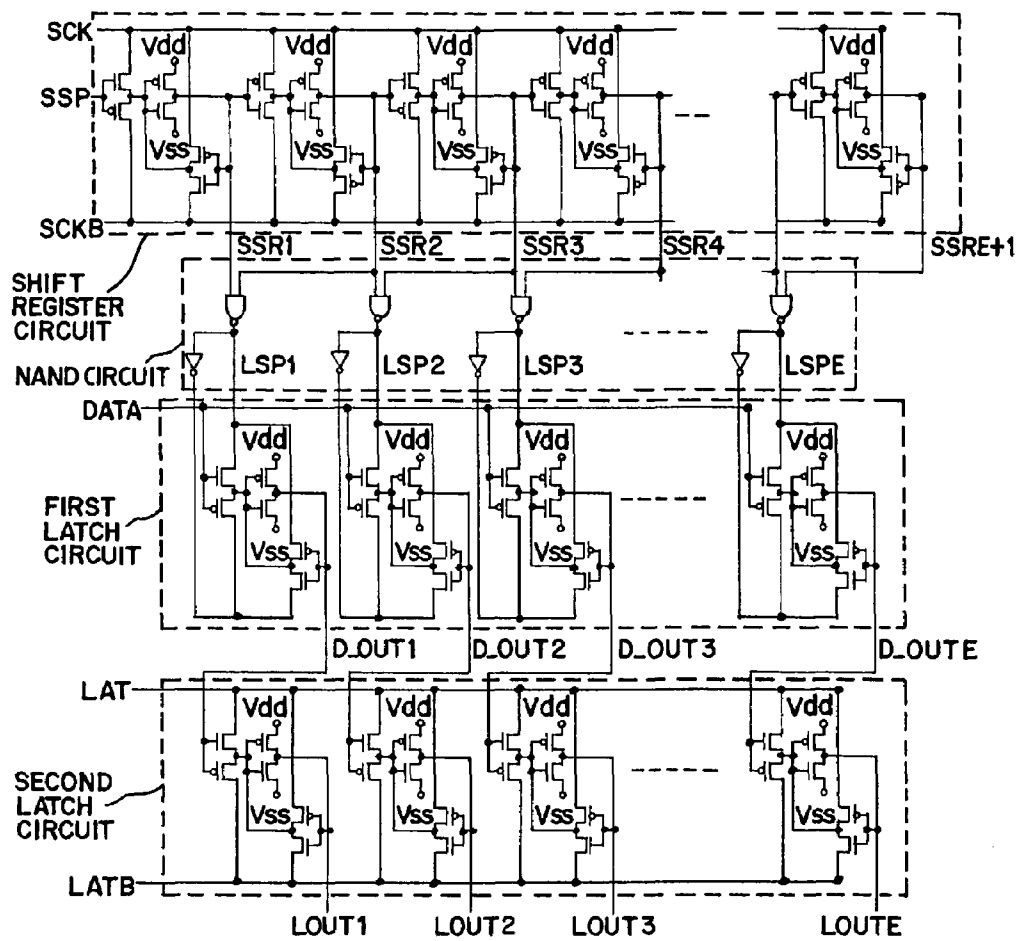 SCK
Vdd Vdd Vdd Vdd Vdd
SSP
Vss Vss Vss Vss Vss
SCKB
SSR1 SSR2 SSR3 SSR4 SSRE+1
SHIFT
REGISTER
CIRCUIT
NAND CIRCUIT
LSP1 LSP2 LSP3 LSPE
DATA
Vdd Vdd Vdd Vdd
FIRST
LATCH
CIRCUIT
Vss Vss Vss Vss
D_OUT1 D_OUT2 D_OUT3 D_OUTE
LAT
Vdd Vdd Vdd Vdd
SECOND
LATCH
CIRCUIT
Vss Vss Vss Vss
LATB
LOUT1 LOUT2 LOUT3 LOUTE